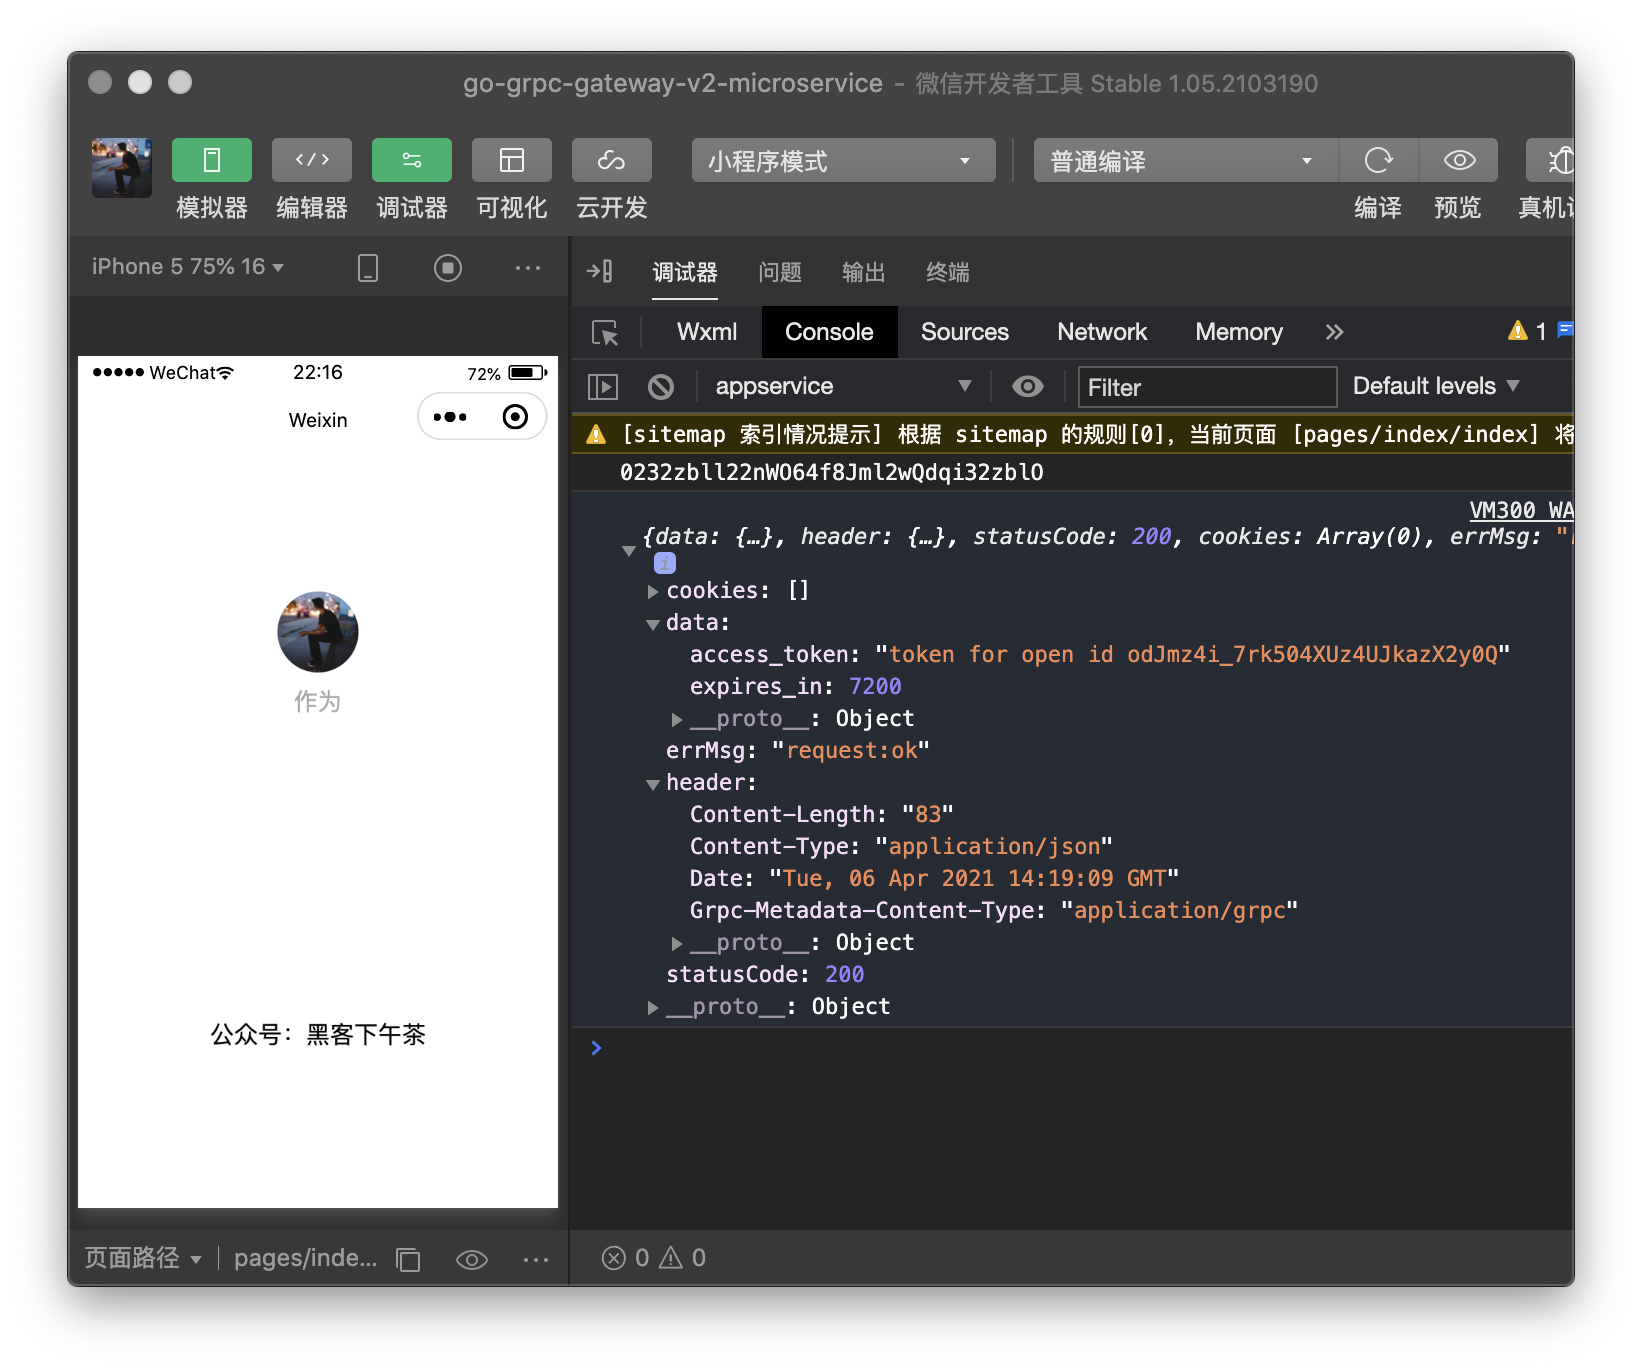 go-grpc-gateway-v2-microservice - 微信开发者工具 Stable 1.05.2103190
小程序模式
普通编译
模拟器 编辑器 调试器 可视化 云开发
编译 预览 真机
iPhone 5 75% 16
调试器 问题 输出 终端
Wxml Console Sources Network Memory
1
appservice
Filter
Default levels
WeChat 22:16 72%
Weixin
作为
公众号：黑客下午茶
[sitemap 索引情况提示] 根据 sitemap 的规则[0]，当前页面 [pages/index/index] 将
0232zbll22nWO64f8Jml2wQdqi32zblO
VM300 WA
{data: {…}, header: {…}, statusCode: 200, cookies: Array(0), errMsg: "
i
cookies: []
data:
access_token: "token for open id odJmz4i_7rk504XUz4UJkazX2y0Q"
expires_in: 7200
__proto__: Object
errMsg: "request:ok"
header:
Content-Length: "83"
Content-Type: "application/json"
Date: "Tue, 06 Apr 2021 14:19:09 GMT"
Grpc-Metadata-Content-Type: "application/grpc"
__proto__: Object
statusCode: 200
__proto__: Object
页面路径 pages/inde...
0 0